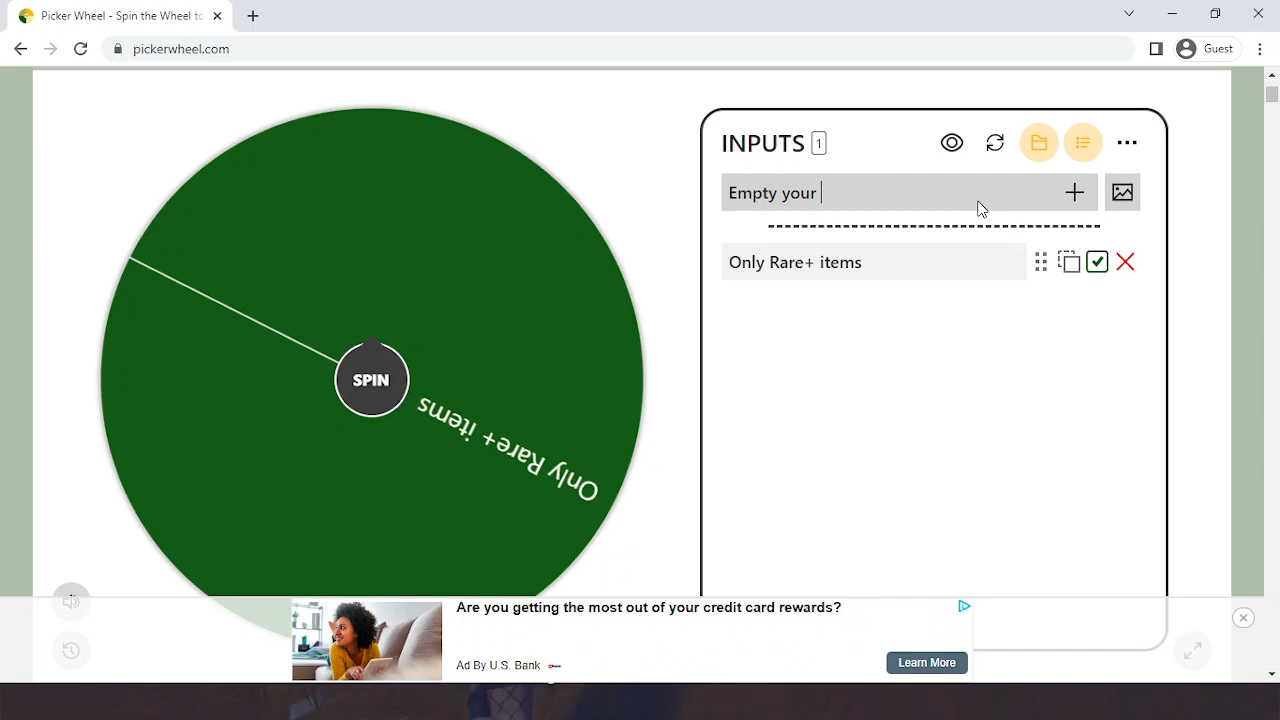 Picker Wheel - Spin the Wheel to
pickerwheel.com
Guest
INPUTS 1
Empty your
Only Rare+ items
SPIN
Only Rare+ items
Are you getting the most out of your credit card rewards?
Ad By U.S. Bank
Learn More